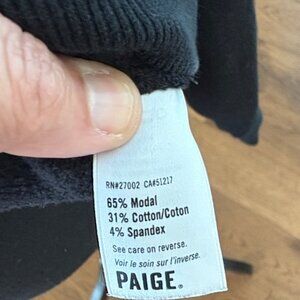 RN#27002 CA#51217
65% Modal
31% Cotton/Coton
4% Spandex
See care on reverse.
Voir le soin sur l'inverse.
PAIGE®